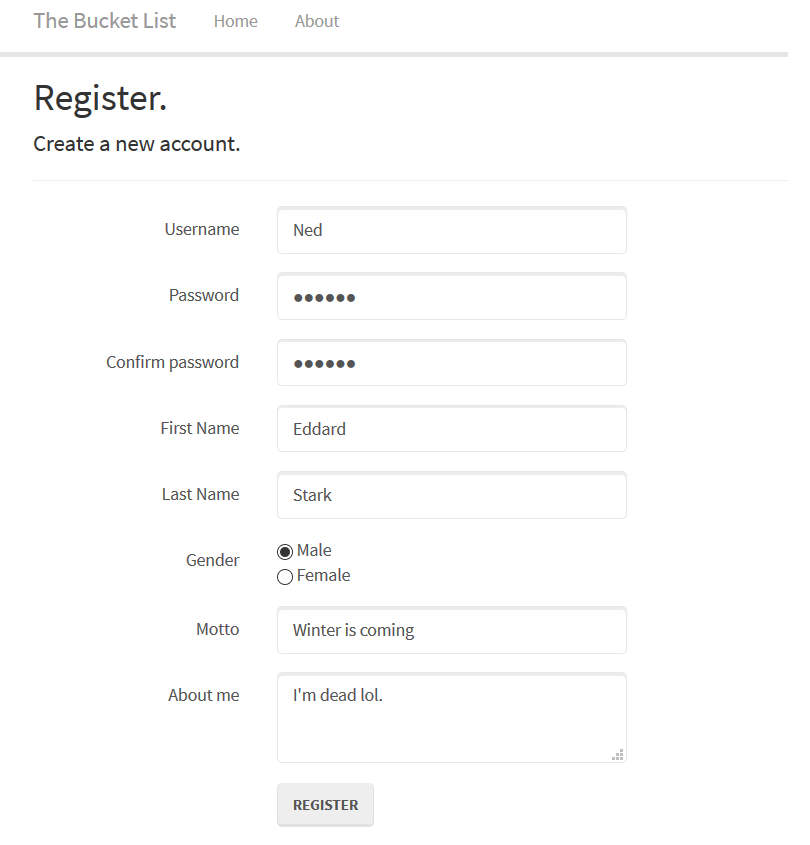 The Bucket List Home About
Register.
Create a new account.
Username Ned
Password ●●●●●●
Confirm password ●●●●●●
First Name Eddard
Last Name Stark
Gender Male
Female
Motto Winter is coming
About me I'm dead lol.
REGISTER